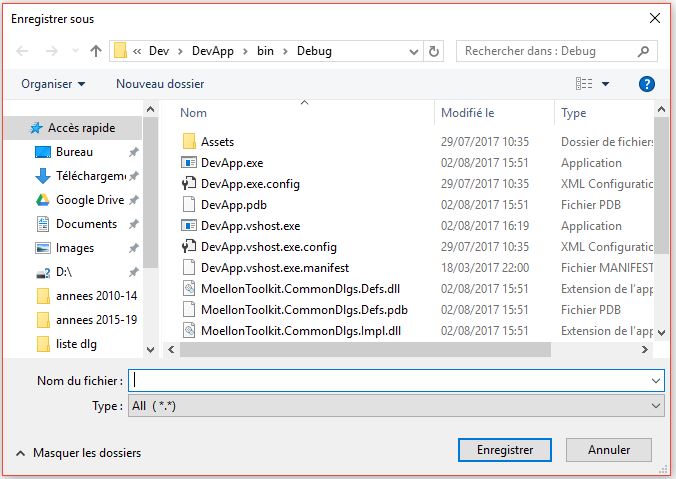 Enregistrer sous
« Dev > DevApp > bin > Debug
Rechercher dans : Debug
Organiser
Nouveau dossier
?
Nom
Modifié le
Type
Accès rapide
Bureau
Téléchargeme
Google Drive
Documents
Images
D:\
annees 2010-14
annees 2015-19
liste dlg
Assets 29/07/2017 10:35 Dossier de fichiers
DevApp.exe 02/08/2017 15:51 Application
DevApp.exe.config 29/07/2017 10:35 XML Configuratio
DevApp.pdb 02/08/2017 15:51 Fichier PDB
DevApp.vshost.exe 02/08/2017 16:19 Application
DevApp.vshost.exe.config 29/07/2017 10:35 XML Configuratio
DevApp.vshost.exe.manifest 18/03/2017 22:00 Fichier MANIFEST
MoellonToolkit.CommonDlgs.Defs.dll 02/08/2017 15:51 Extension de l'app
MoellonToolkit.CommonDlgs.Defs.pdb 02/08/2017 15:51 Fichier PDB
MoellonToolkit.CommonDlgs.Impl.dll 02/08/2017 15:51 Extension de l'app
Nom du fichier :
Type : All ( *.*)
Masquer les dossiers
Enregistrer
Annuler